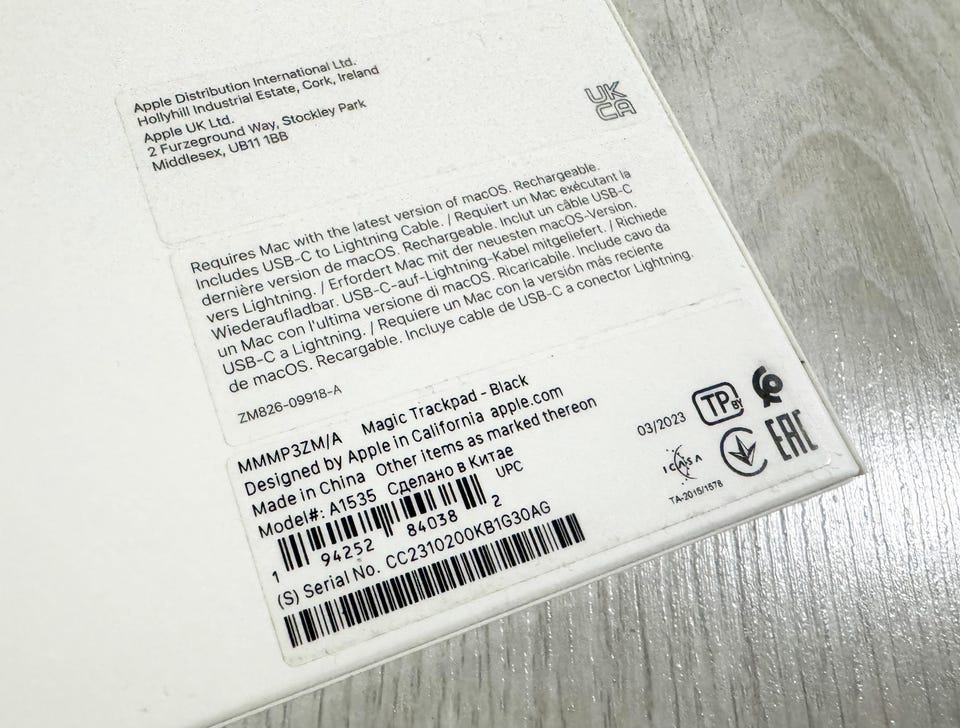 Apple Distribution International Ltd.
Hollyhill Industrial Estate, Cork, Ireland
Apple UK Ltd.
2 Furzeground Way, Stockley Park
Middlesex, UB11 1BB
UK
CA
Requires Mac with the latest version of macOS. Rechargeable.
Includes USB-C to Lightning Cable. / Requiert un Mac exécutant la
dernière version de macOS. Rechargeable. Inclut un câble USB-C
vers Lightning. / Erfordert Mac mit der neuesten macOS-Version.
Wiederaufladbar. USB-C-auf-Lightning-Kabel mitgeliefert. / Richiede
un Mac con l'ultima versione di macOS. Ricaricabile. Include cavo da
USB-C a Lightning. / Requiere un Mac con la versión más reciente
de macOS. Recargable. Incluye cable de USB-C a conector Lightning.
ZM826-09918-A
MMMP3ZM/A Magic Trackpad - Black
Designed by Apple in California apple.com
Made in China Other items as marked thereon
Model#: A1535 Сделано в Китае
UPC
1 94252 84038 2
(S) Serial No. CC2310200KB1G30AG
03/2023
TP BY
ICASA
TA-2015/1578
EAC